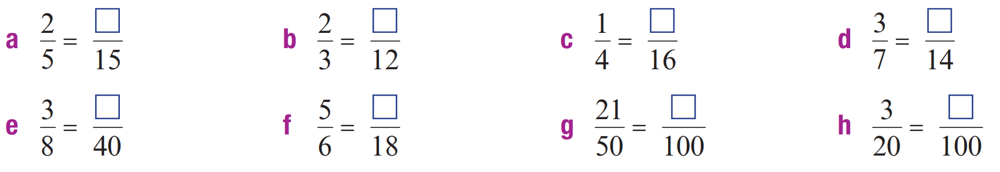 a 2/5 = □/15 b 2/3 = □/12 c 1/4 = □/16 d 3/7 = □/14
e 3/8 = □/40 f 5/6 = □/18 g 21/50 = □/100 h 3/20 = □/100